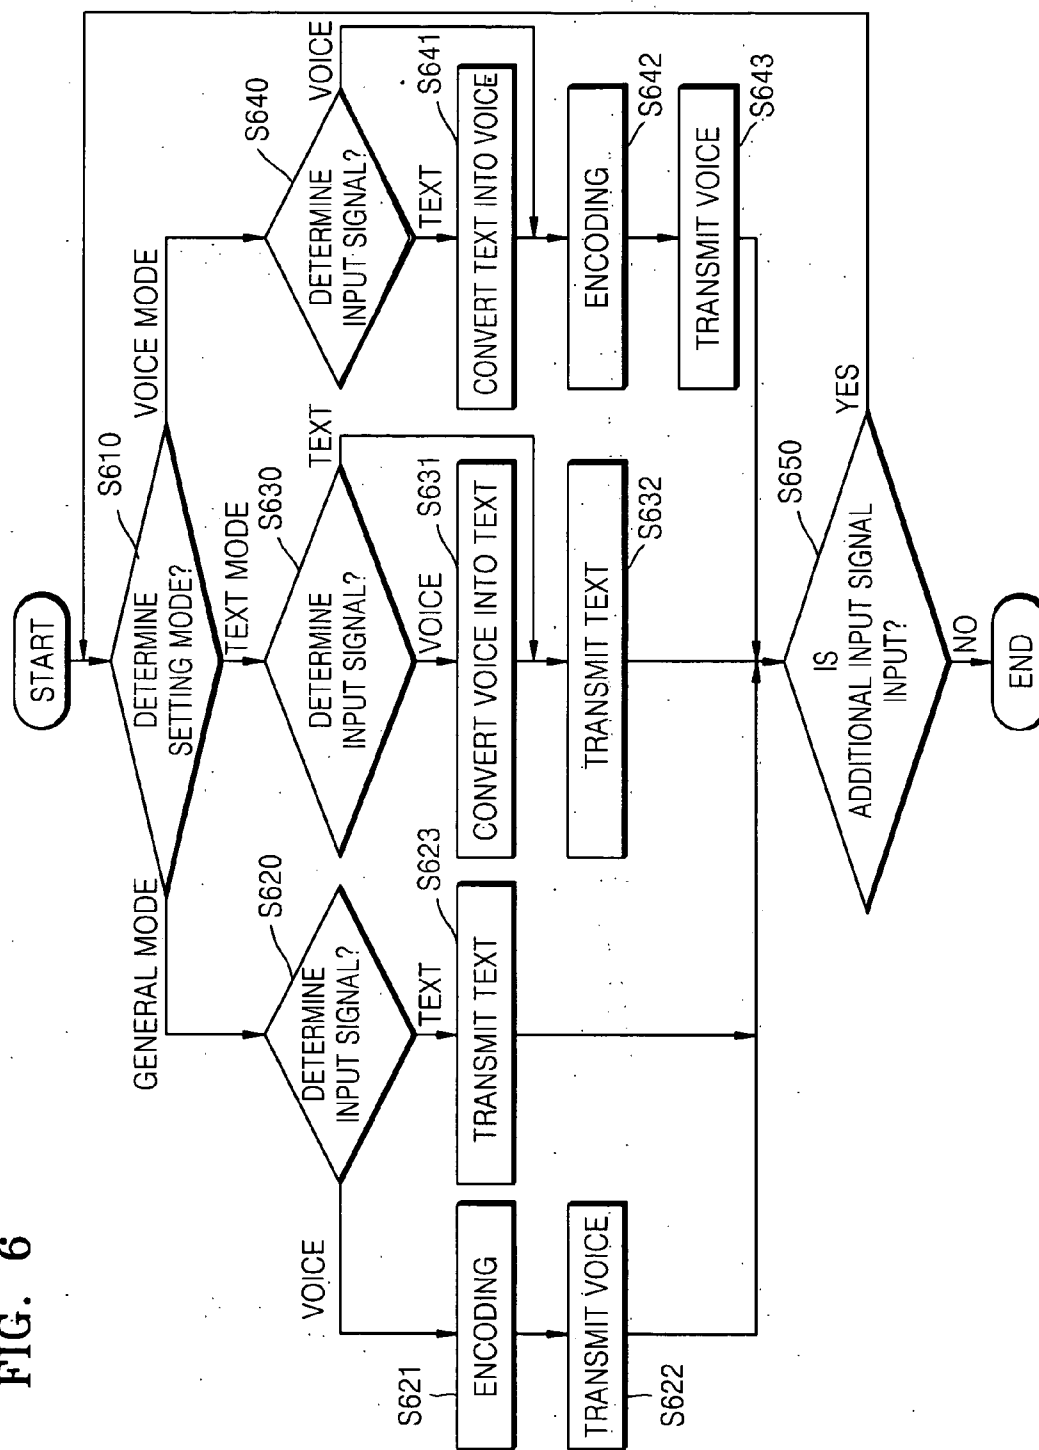 FIG. 6
START
DETERMINE
SETTING MODE?
S610
GENERAL MODE
TEXT MODE
VOICE MODE
DETERMINE
INPUT SIGNAL?
S620
VOICE
TEXT
ENCODING
S621
TRANSMIT VOICE
S622
TRANSMIT TEXT
S623
DETERMINE
INPUT SIGNAL?
S630
TEXT
VOICE
CONVERT VOICE INTO TEXT
S631
TRANSMIT TEXT
S632
DETERMINE
INPUT SIGNAL?
S640
VOICE
TEXT
CONVERT TEXT INTO VOICE
S641
ENCODING
S642
TRANSMIT VOICE
S643
IS
ADDITIONAL INPUT SIGNAL
INPUT?
S650
YES
NO
END